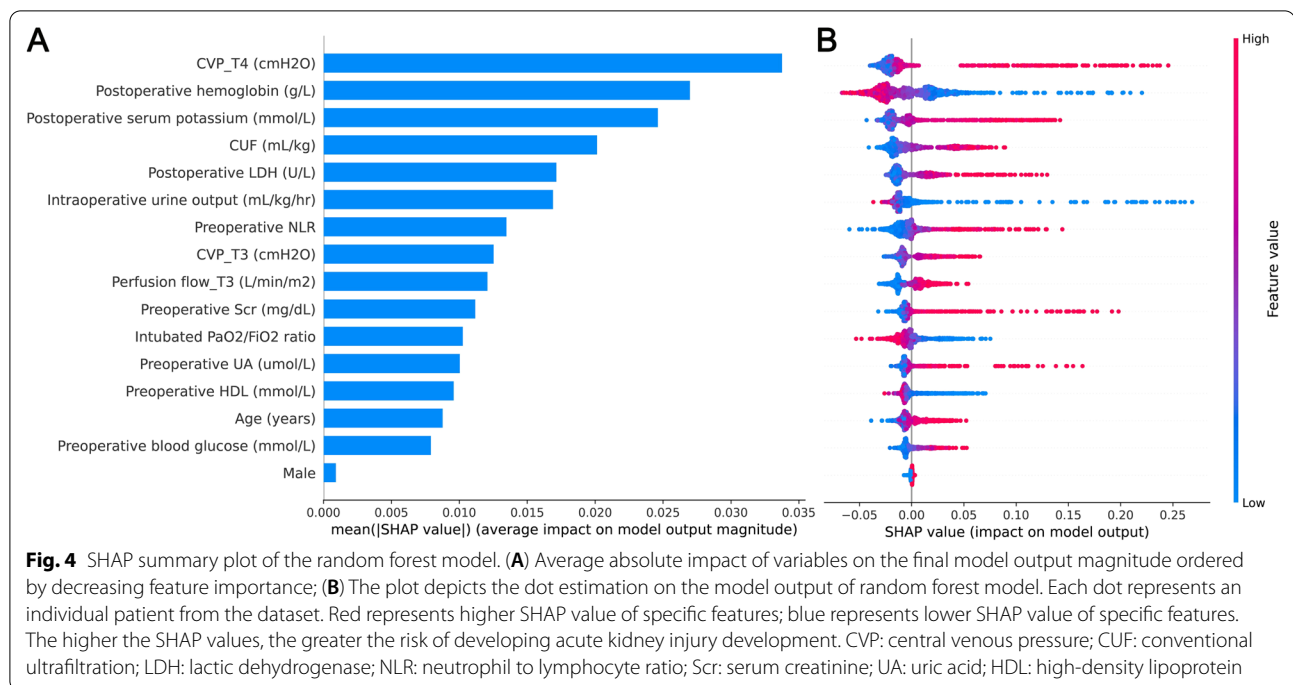 A
CVP_T4 (cmH2O)
Postoperative hemoglobin (g/L)
Postoperative serum potassium (mmol/L)
CUF (mL/kg)
Postoperative LDH (U/L)
Intraoperative urine output (mL/kg/hr)
Preoperative NLR
CVP_T3 (cmH2O)
Perfusion flow_T3 (L/min/m2)
Preoperative Scr (mg/dL)
Intubated PaO2/FiO2 ratio
Preoperative UA (umol/L)
Preoperative HDL (mmol/L)
Age (years)
Preoperative blood glucose (mmol/L)
Male
0.000 0.005 0.010 0.015 0.020 0.025 0.030 0.035
mean(|SHAP value|) (average impact on model output magnitude)
B
High
Feature value
Low
−0.05 0.00 0.05 0.10 0.15 0.20 0.25
SHAP value (impact on model output)
Fig. 4 SHAP summary plot of the random forest model. (A) Average absolute impact of variables on the final model output magnitude ordered
by decreasing feature importance; (B) The plot depicts the dot estimation on the model output of random forest model. Each dot represents an
individual patient from the dataset. Red represents higher SHAP value of specific features; blue represents lower SHAP value of specific features.
The higher the SHAP values, the greater the risk of developing acute kidney injury development. CVP: central venous pressure; CUF: conventional
ultrafiltration; LDH: lactic dehydrogenase; NLR: neutrophil to lymphocyte ratio; Scr: serum creatinine; UA: uric acid; HDL: high-density lipoprotein